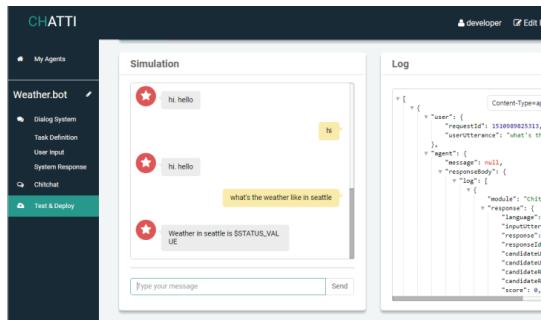 CHATTI
developer Edit
My Agents
Weather.bot
Dialog System
Task Definition
User Input
System Response
Chitchat
Test & Deploy
Simulation
hi. hello
hi
hi. hello
what's the weather like in seattle
Weather in seattle is $STATUS_VAL
UE
Type your message Send
Log
Content-Type=ap
[
{
"user": {
"requestId": 1510989825313,
"userUtterance": "what's th
},
"agent": {
"message": null,
"responseBody": {
"log": [
{
"module": "Chit
"response": {
"language":
"inputUtter
"response":
"responseId
"candidateU
"candidateU
"candidateR
"candidateR
"score": 0,